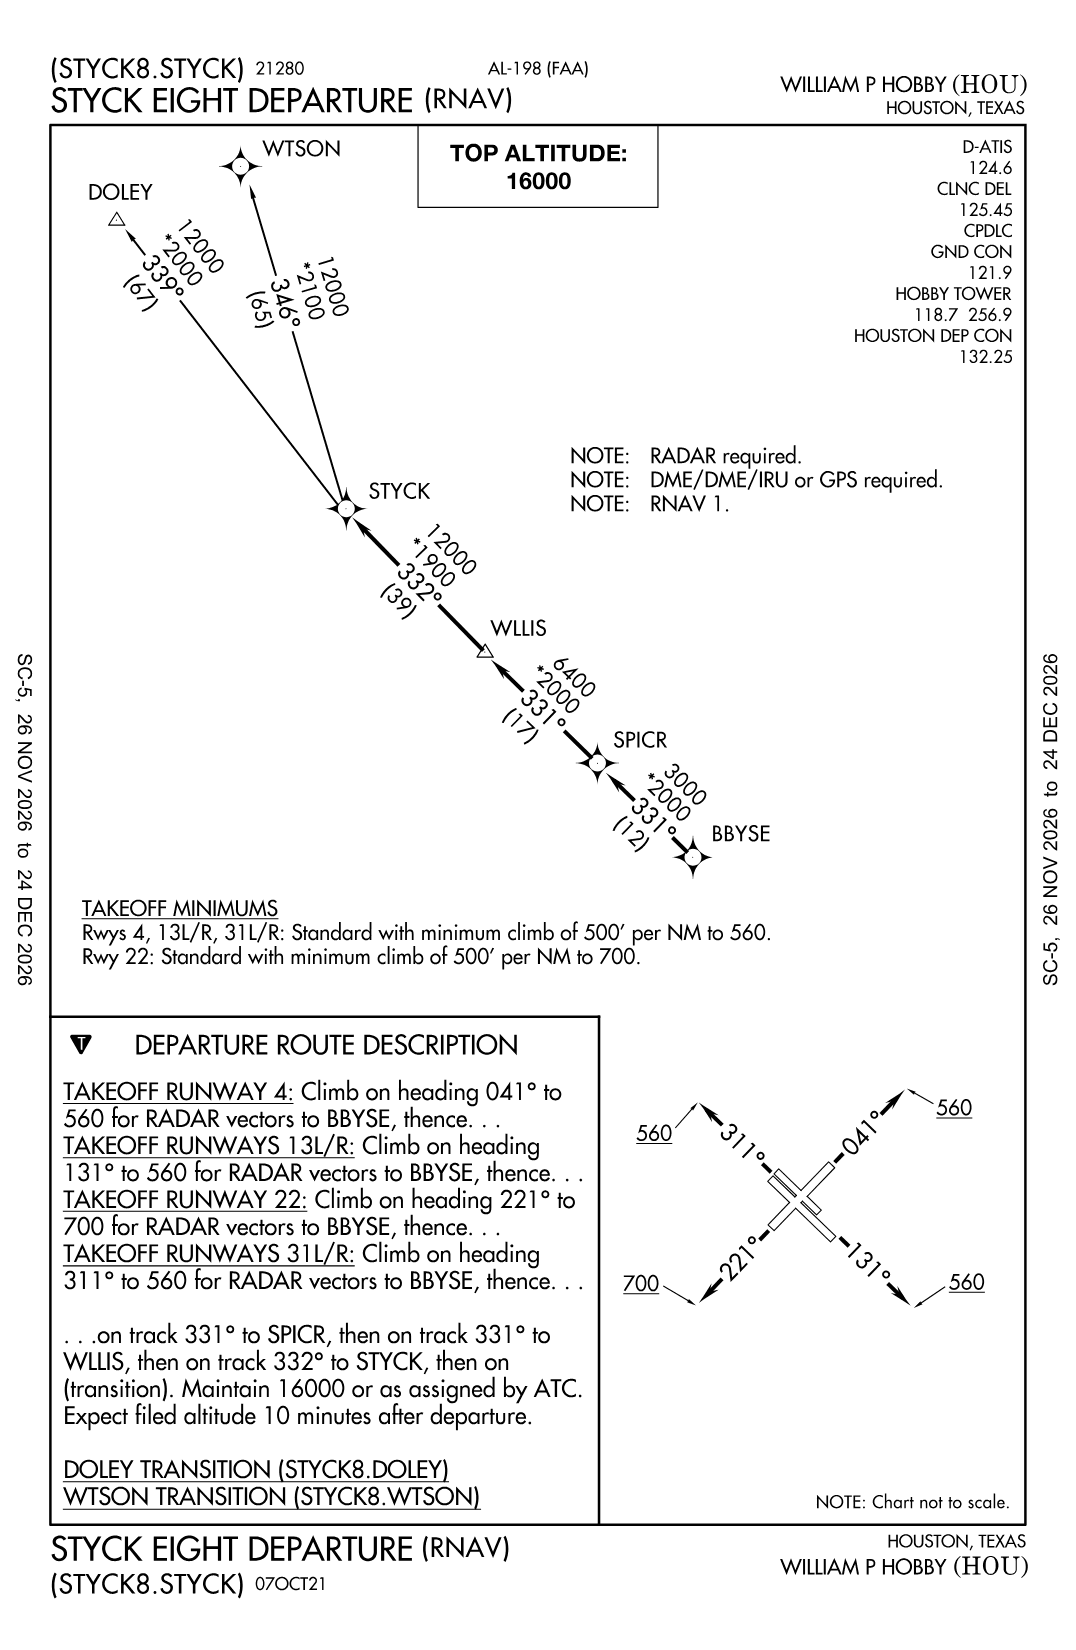 (STYCK8.STYCK) 21280
AL-198 (FAA)
STYCK EIGHT DEPARTURE (RNAV)
WILLIAM P HOBBY (HOU)
HOUSTON, TEXAS
TOP ALTITUDE:
16000
D-ATIS
124.6
CLNC DEL
125.45
CPDLC
GND CON
121.9
HOBBY TOWER
118.7 256.9
HOUSTON DEP CON
132.25
WTSON
DOLEY
12000
*2000
339°
(67)
12000
*2100
346°
(65)
NOTE: RADAR required.
NOTE: DME/DME/IRU or GPS required.
NOTE: RNAV 1.
STYCK
12000
*1900
332°
(39)
WLLIS
6400
*2000
331°
(17)
SPICR
3000
*2000
331°
(12)
BBYSE
SC-5, 26 NOV 2026 to 24 DEC 2026
SC-5, 26 NOV 2026 to 24 DEC 2026
TAKEOFF MINIMUMS
Rwys 4, 13L/R, 31L/R: Standard with minimum climb of 500' per NM to 560.
Rwy 22: Standard with minimum climb of 500' per NM to 700.
T DEPARTURE ROUTE DESCRIPTION
TAKEOFF RUNWAY 4: Climb on heading 041° to
560 for RADAR vectors to BBYSE, thence. . .
TAKEOFF RUNWAYS 13L/R: Climb on heading
131° to 560 for RADAR vectors to BBYSE, thence. . .
TAKEOFF RUNWAY 22: Climb on heading 221° to
700 for RADAR vectors to BBYSE, thence. . .
TAKEOFF RUNWAYS 31L/R: Climb on heading
311° to 560 for RADAR vectors to BBYSE, thence. . .
. . .on track 331° to SPICR, then on track 331° to
WLLIS, then on track 332° to STYCK, then on
(transition). Maintain 16000 or as assigned by ATC.
Expect filed altitude 10 minutes after departure.
DOLEY TRANSITION (STYCK8.DOLEY)
WTSON TRANSITION (STYCK8.WTSON)
560
311°
041°
560
700
221°
131°
560
NOTE: Chart not to scale.
STYCK EIGHT DEPARTURE (RNAV)
(STYCK8.STYCK) 07OCT21
HOUSTON, TEXAS
WILLIAM P HOBBY (HOU)